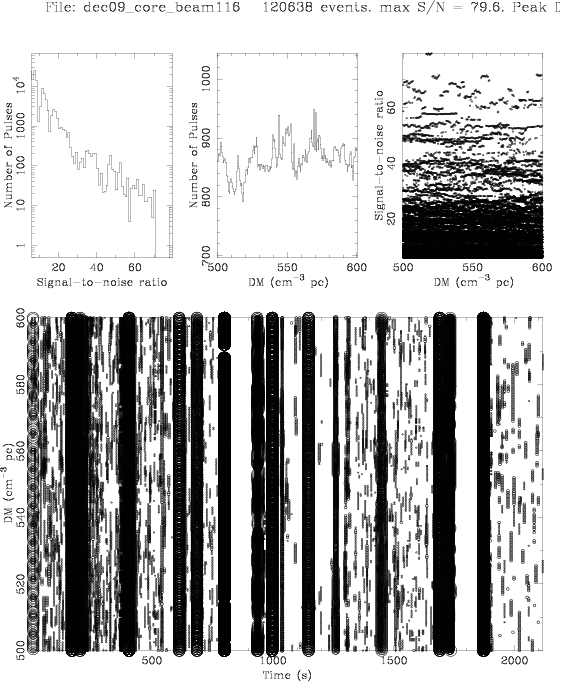 File: dec09_core_beam116 120638 events. max S/N = 79.6. Peak
Number of Pulses
10⁴
1000
100
10
1
20 40 60
Signal-to-noise ratio
Number of Pulses
1000
900
800
700
500 550 600
DM (cm⁻³ pc)
Signal-to-noise ratio
60
40
20
500 550 600
DM (cm⁻³ pc)
DM (cm⁻³ pc)
600
580
560
540
520
500
500 1000 1500 2000
Time (s)